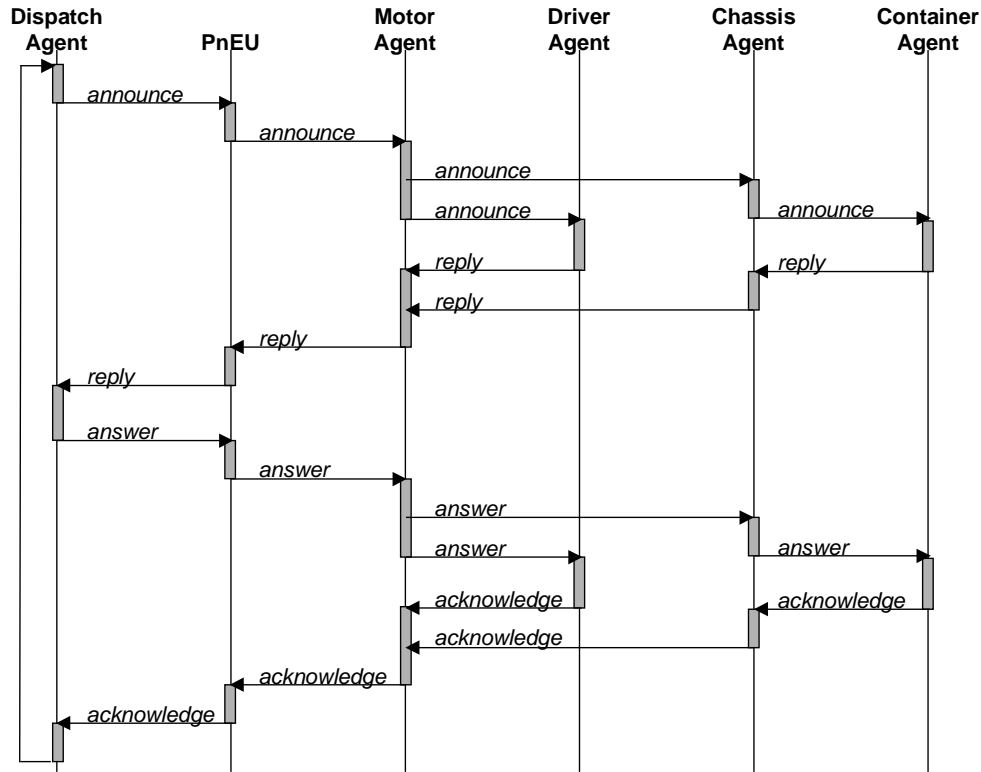 Dispatch Agent
PnEU
Motor Agent
Driver Agent
Chassis Agent
Container Agent
announce
announce
announce
announce
announce
reply
reply
reply
reply
reply
answer
answer
answer
answer
answer
acknowledge
acknowledge
acknowledge
acknowledge
acknowledge